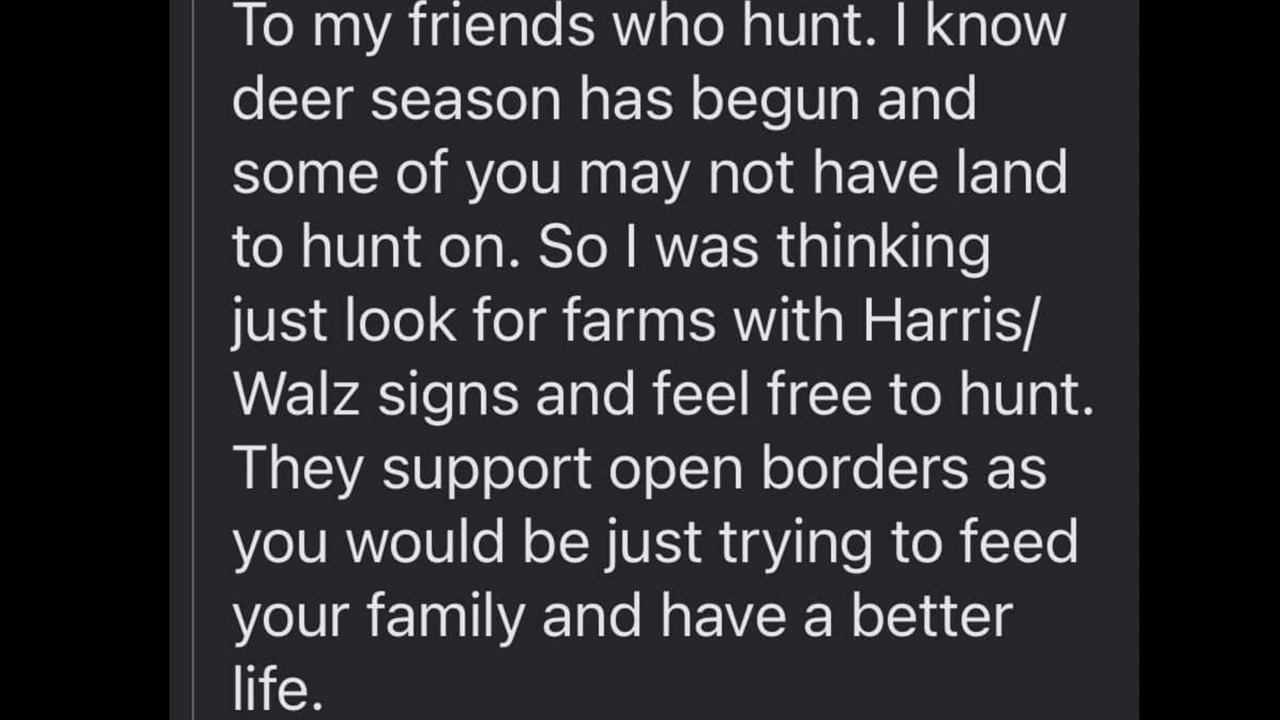 To my friends who hunt. I know
deer season has begun and
some of you may not have land
to hunt on. So I was thinking
just look for farms with Harris/
Walz signs and feel free to hunt.
They support open borders as
you would be just trying to feed
your family and have a better
life.